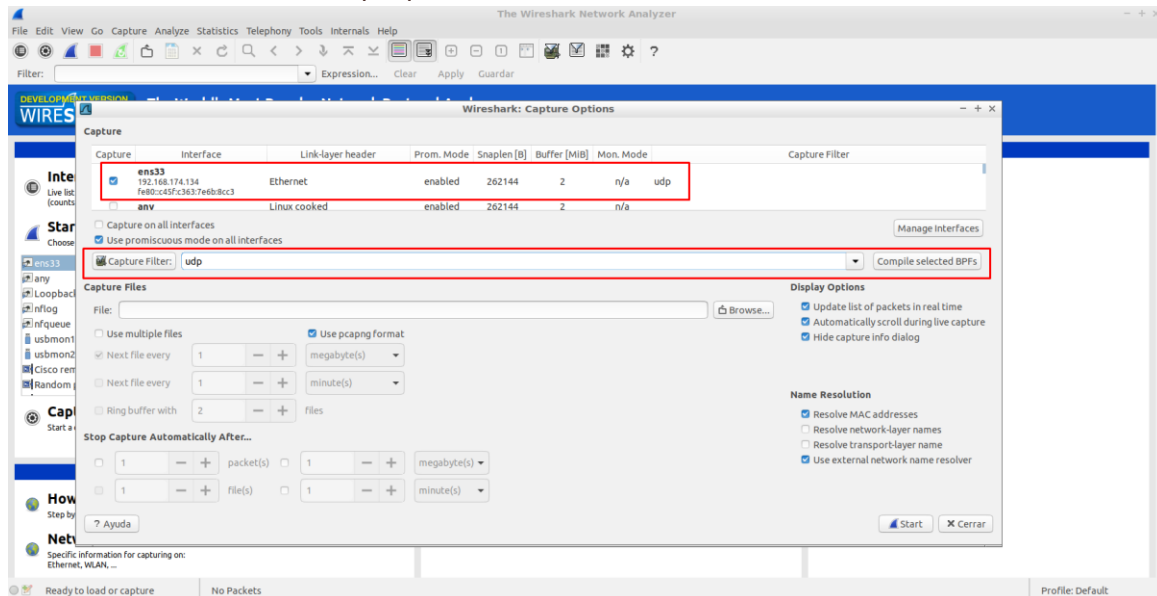 The Wireshark Network Analyzer
File Edit View Go Capture Analyze Statistics Telephony Tools Internals Help
Filter: Expression... Clear Apply Guardar
DEVELOPMENT VERSION
WIRES
Wireshark: Capture Options
Capture
Capture Interface Link-layer header Prom. Mode Snaplen [B] Buffer [MiB] Mon. Mode Capture Filter
ens33
192.168.174.134 Ethernet enabled 262144 2 n/a udp
fe80::c45f:c363:7e6b:8cc3
any Linux cooked enabled 262144 2 n/a
Capture on all interfaces
Use promiscuous mode on all interfaces
Manage Interfaces
Capture Filter: udp Compile selected BPFs
Capture Files
File: Browse...
Use multiple files Use pcapng format
Next file every 1 megabyte(s)
Next file every 1 minute(s)
Ring buffer with 2 files
Stop Capture Automatically After...
1 packet(s) 1 megabyte(s)
1 file(s) 1 minute(s)
Display Options
Update list of packets in real time
Automatically scroll during live capture
Hide capture info dialog
Name Resolution
Resolve MAC addresses
Resolve network-layer names
Resolve transport-layer name
Use external network name resolver
? Ayuda Start Cerrar
Inte
Live list
(counts
Star
Choose
ens33
any
Loopbac
nflog
nfqueue
usbmon1
usbmon2
Cisco rem
Random
Cap
Start a
How
Step by
Netw
Specific information for capturing on:
Ethernet, WLAN, ...
Ready to load or capture No Packets Profile: Default